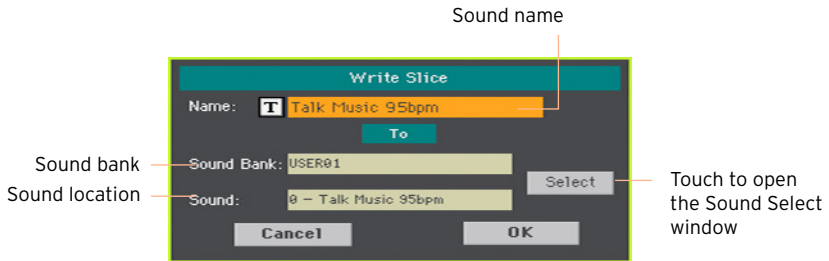 Sound name
Write Slice
Name: T Talk Music 95bpm
To
Sound bank
Sound Bank: USER01
Sound location
Sound: 0 - Talk Music 95bpm
Select
Touch to open
the Sound Select
window
Cancel OK